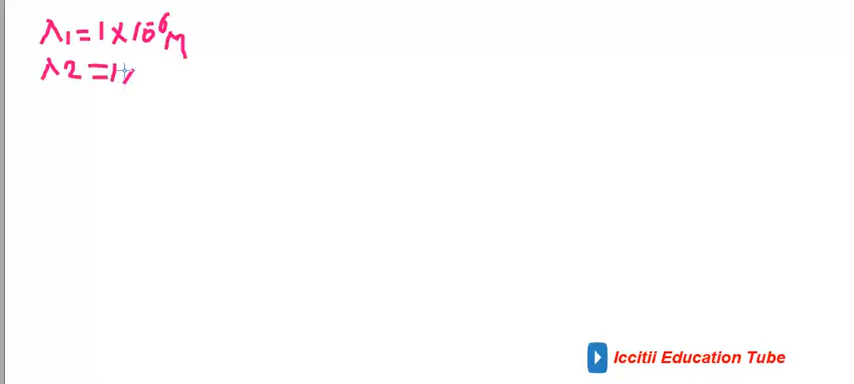 λ1 = 1 × 10⁻⁶ M
λ2 = 1
Iccitii Education Tube